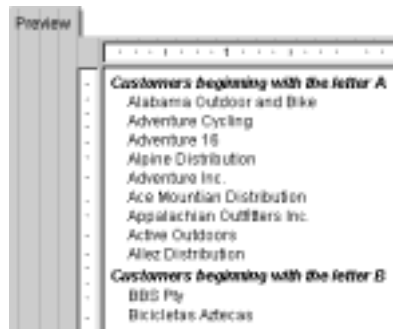 Preview
Customers beginning with the letter A
Alabama Outdoor and Bike
Adventure Cycling
Adventure 16
Alpine Distribution
Adventure Inc.
Ace Mountian Distribution
Appalachian Outfitters Inc.
Active Outdoors
Allez Distribution
Customers beginning with the letter B
BBS Pty
Bicicletas Aztecas